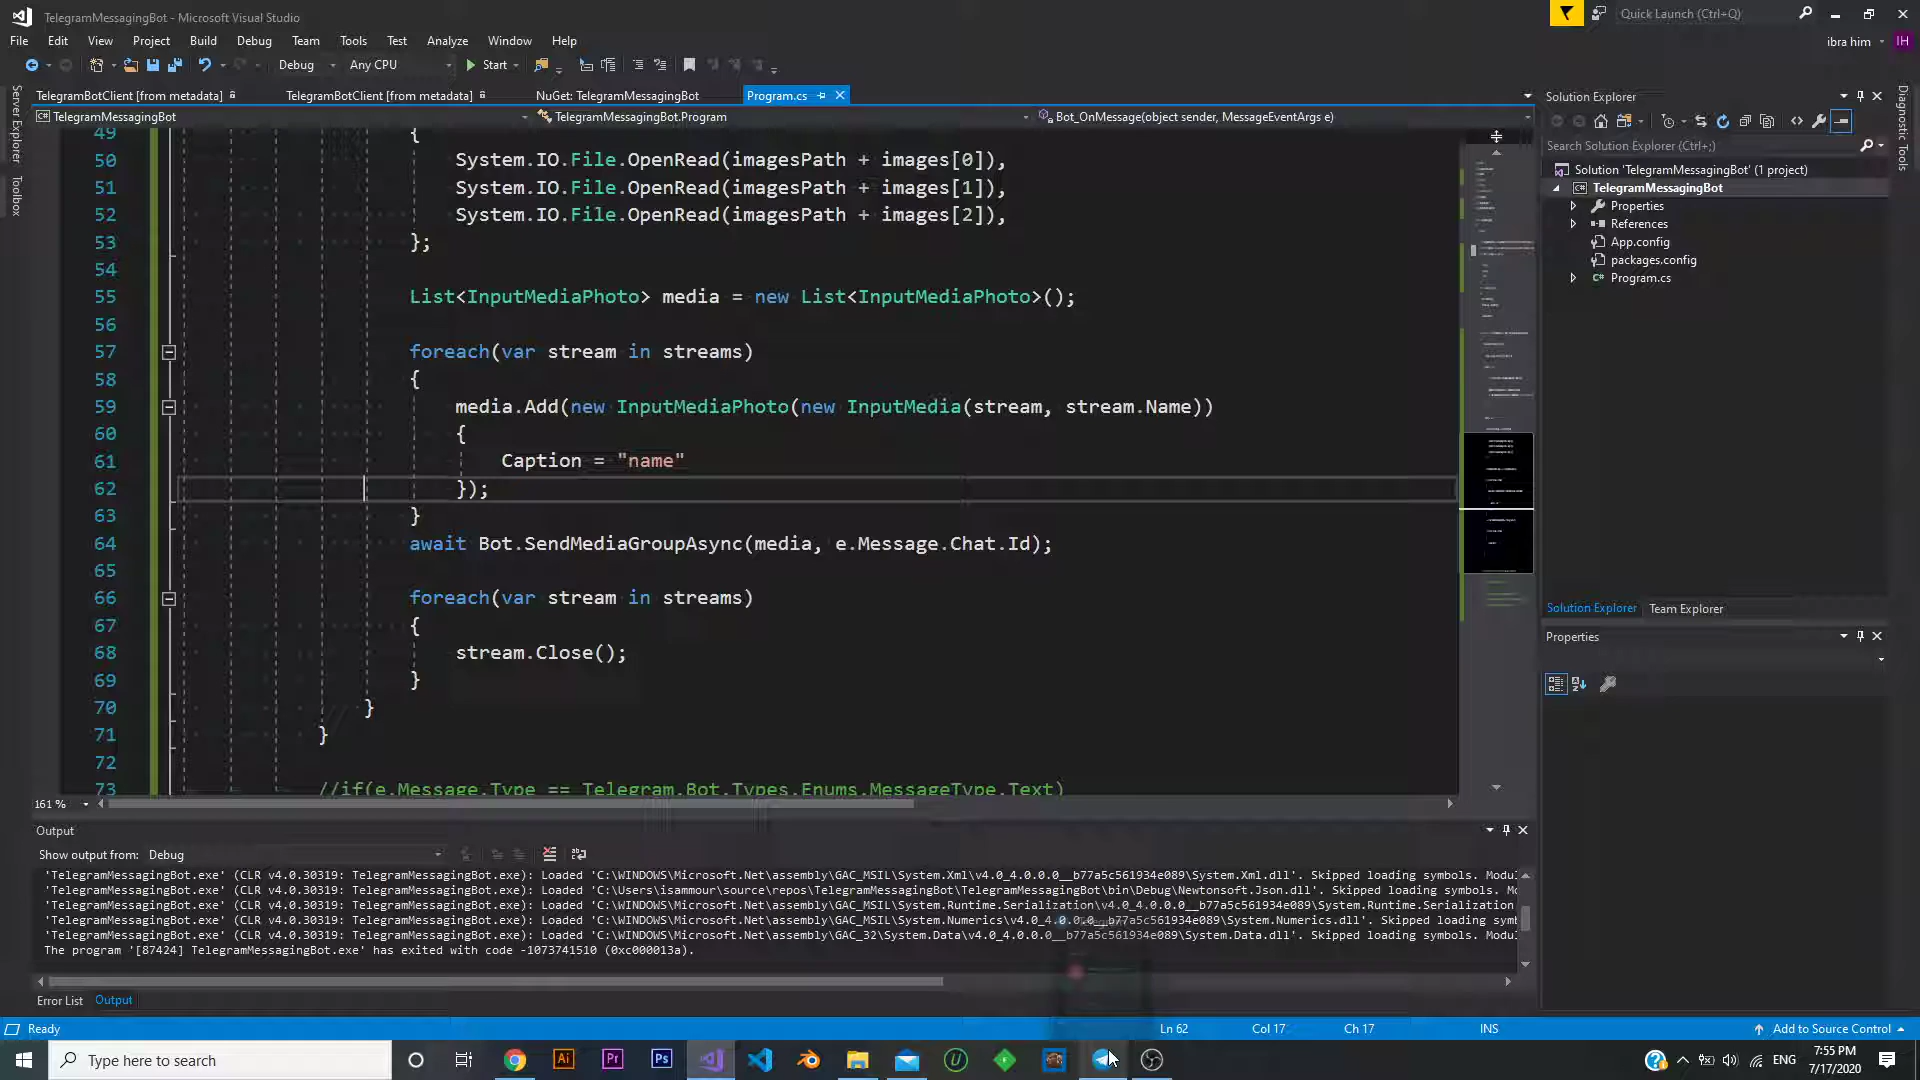 TelegramMessagingBot - Microsoft Visual Studio
Quick Launch (Ctrl+Q)
File Edit View Project Build Debug Team Tools Test Analyze Window Help
ibra him IH
Debug Any CPU Start
Server Explorer
Toolbox
TelegramBotClient [from metadata] TelegramBotClient [from metadata] NuGet: TelegramMessagingBot Program.cs
TelegramMessagingBot TelegramMessagingBot.Program Bot_OnMessage(object sender, MessageEventArgs e)
49 {
50 System.IO.File.OpenRead(imagesPath + images[0]),
51 System.IO.File.OpenRead(imagesPath + images[1]),
52 System.IO.File.OpenRead(imagesPath + images[2]),
53 };
54
55 List<InputMediaPhoto> media = new List<InputMediaPhoto>();
56
57 foreach(var stream in streams)
58 {
59 media.Add(new InputMediaPhoto(new InputMedia(stream, stream.Name))
60 {
61 Caption = "name"
62 });
63 }
64 await Bot.SendMediaGroupAsync(media, e.Message.Chat.Id);
65
66 foreach(var stream in streams)
67 {
68 stream.Close();
69 }
70 }
71 }
72
73 //if(e.Message.Type == Telegram.Bot.Types.Enums.MessageType.Text)
161 %
Output
Show output from: Debug
'TelegramMessagingBot.exe' (CLR v4.0.30319: TelegramMessagingBot.exe): Loaded 'C:\WINDOWS\Microsoft.Net\assembly\GAC_MSIL\System.Xml\v4.0_4.0.0.0__b77a5c561934e089\System.Xml.dll'. Skipped loading symbols. Modul
'TelegramMessagingBot.exe' (CLR v4.0.30319: TelegramMessagingBot.exe): Loaded 'C:\Users\isammour\source\repos\TelegramMessagingBot\TelegramMessagingBot\bin\Debug\Newtonsoft.Json.dll'. Skipped loading symbols. Mo
'TelegramMessagingBot.exe' (CLR v4.0.30319: TelegramMessagingBot.exe): Loaded 'C:\WINDOWS\Microsoft.Net\assembly\GAC_MSIL\System.Runtime.Serialization\v4.0_4.0.0.0__b77a5c561934e089\System.Runtime.Serialization
'TelegramMessagingBot.exe' (CLR v4.0.30319: TelegramMessagingBot.exe): Loaded 'C:\WINDOWS\Microsoft.Net\assembly\GAC_MSIL\System.Numerics\v4.0_4.0.0.0__b77a5c561934e089\System.Numerics.dll'. Skipped loading symb
'TelegramMessagingBot.exe' (CLR v4.0.30319: TelegramMessagingBot.exe): Loaded 'C:\WINDOWS\Microsoft.Net\assembly\GAC_32\System.Data\v4.0_4.0.0.0__b77a5c561934e089\System.Data.dll'. Skipped loading symbols. Modul
The program '[87424] TelegramMessagingBot.exe' has exited with code -1073741510 (0xc000013a).
Error List Output
Solution Explorer
Search Solution Explorer (Ctrl+;)
Solution 'TelegramMessagingBot' (1 project)
TelegramMessagingBot
Properties
References
App.config
packages.config
Program.cs
Solution Explorer Team Explorer
Properties
Diagnostic Tools
Ready Ln 62 Col 17 Ch 17 INS Add to Source Control
Type here to search
Ai Pr Ps
ENG 7:55 PM
7/17/2020